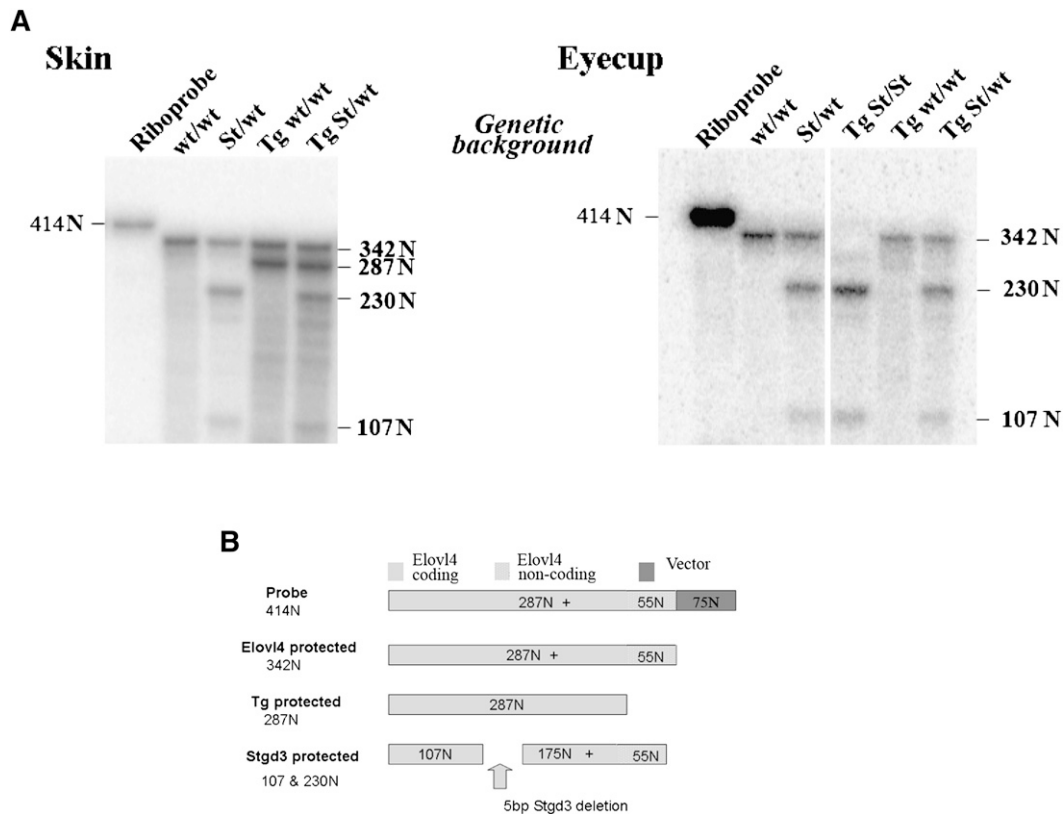 A
Skin
Riboprobe
wt/wt
St/wt
Tg wt/wt
Tg St/wt
414 N
342 N
287 N
230 N
107 N
Genetic
background
Eyecup
Riboprobe
wt/wt
St/wt
Tg St/St
Tg wt/wt
Tg St/wt
414 N
342 N
230 N
107 N
B
Elovl4
coding
Elovl4
non-coding
Vector
Probe
414N
287N + 55N 75N
Elovl4 protected
342N
287N + 55N
Tg protected
287N
287N
Stgd3 protected
107 & 230N
107N 175N + 55N
5bp Stgd3 deletion